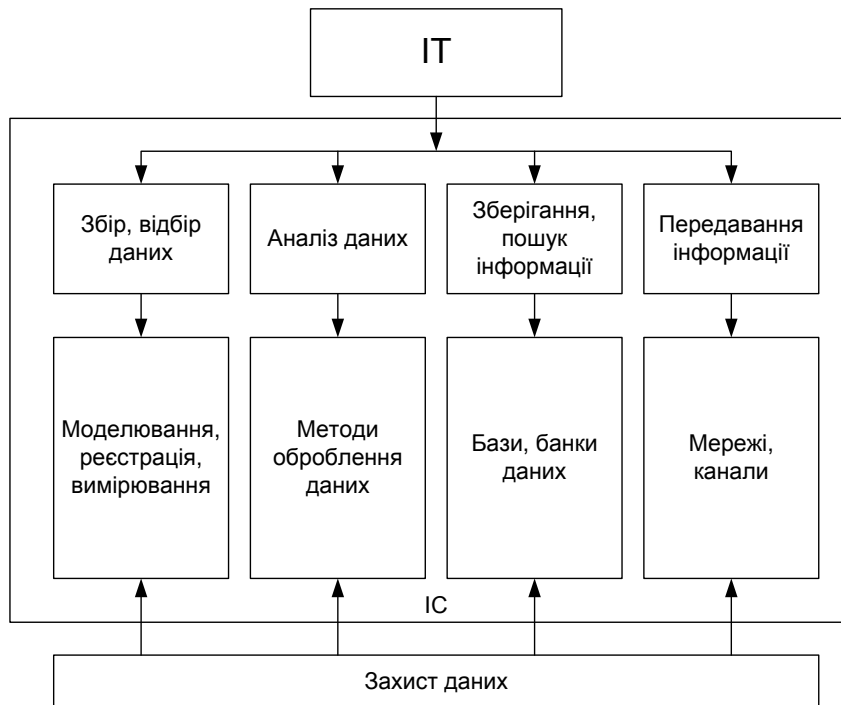 ІТ
Збір, відбір
даних
Аналіз даних
Зберігання,
пошук
інформації
Передавання
інформації
Моделювання,
реєстрація,
вимірювання
Методи
оброблення
даних
Бази, банки
даних
Мережі,
канали
ІС
Захист даних